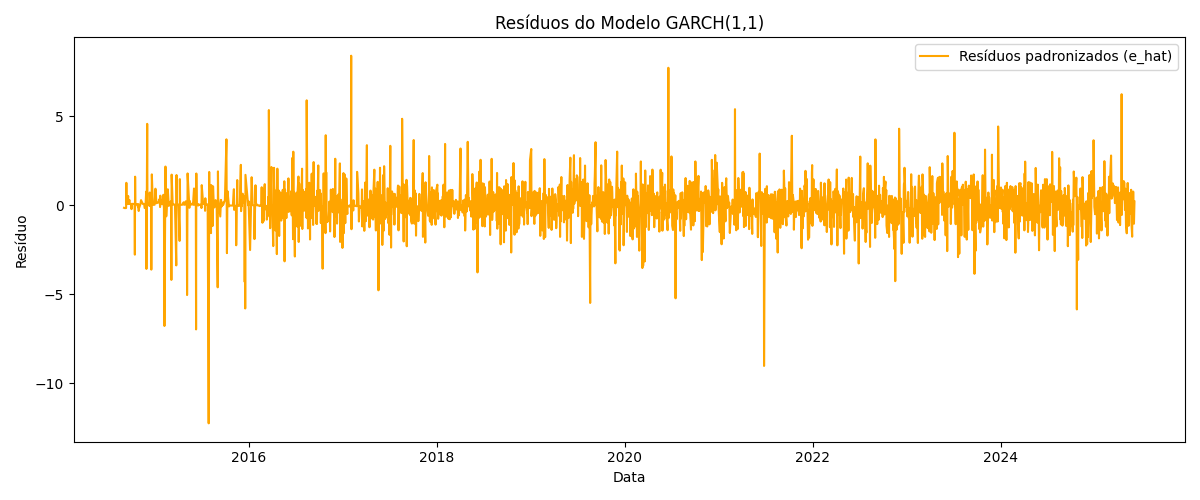 Resíduos do Modelo GARCH(1,1)
Resíduos padronizados (e_hat)
Resíduo
5
0
−5
−10
2016 2018 2020 2022 2024
Data